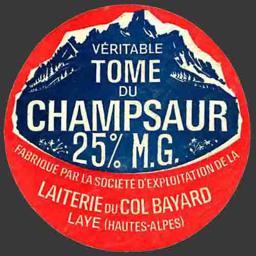 VÉRITABLE
TOME
DU
CHAMPSAUR
25% M.G.
FABRIQUÉ PAR LA SOCIÉTÉ D'EXPLOITATION DE LA
LAITERIE DU COL BAYARD
LAYE (HAUTES-ALPES)